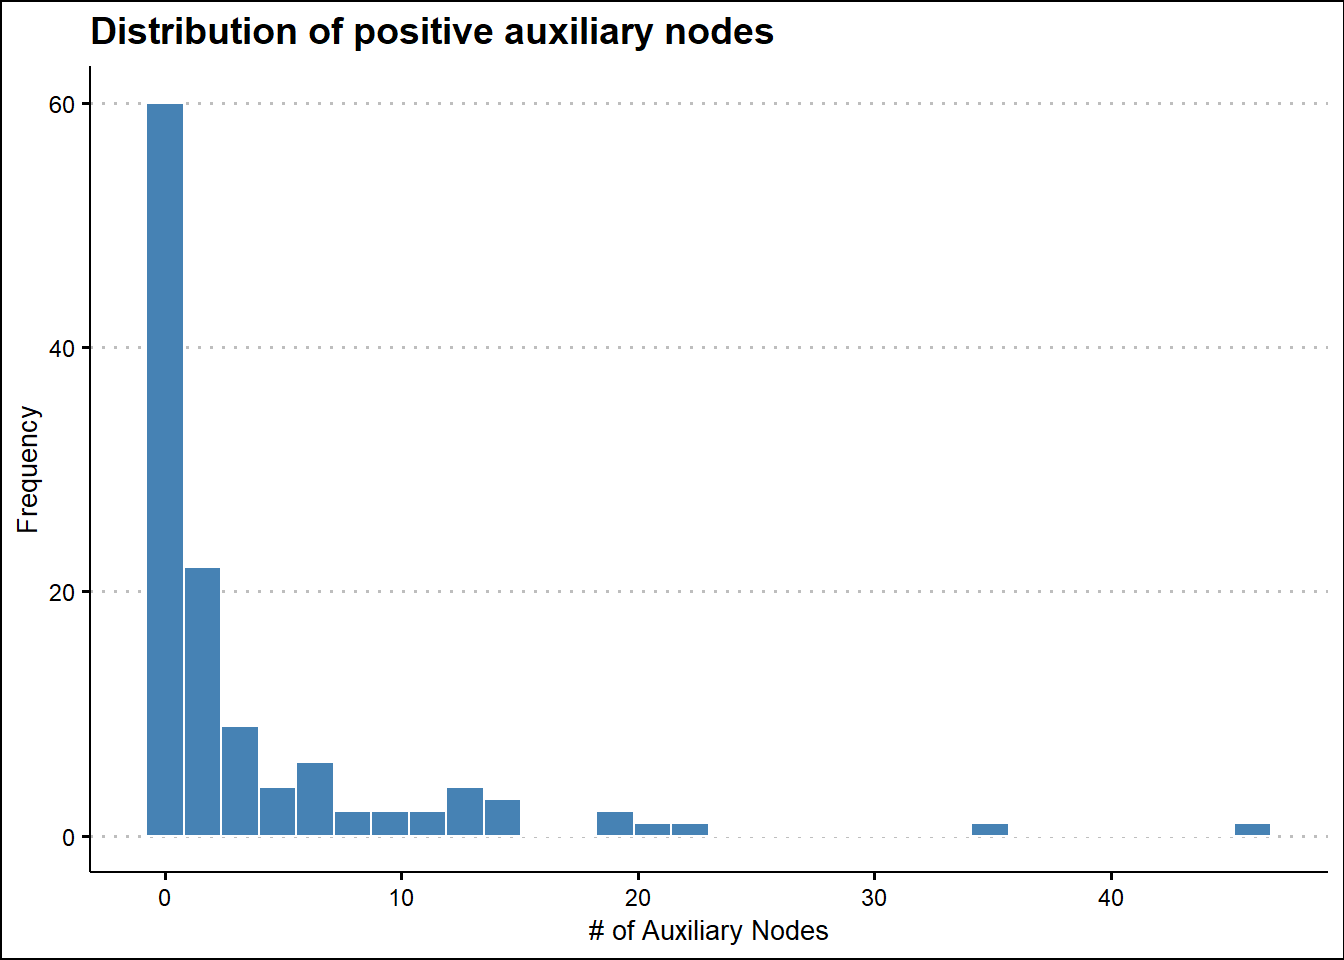 Distribution of positive auxiliary nodes
60
40
20
0
Frequency
0 10 20 30 40
# of Auxiliary Nodes